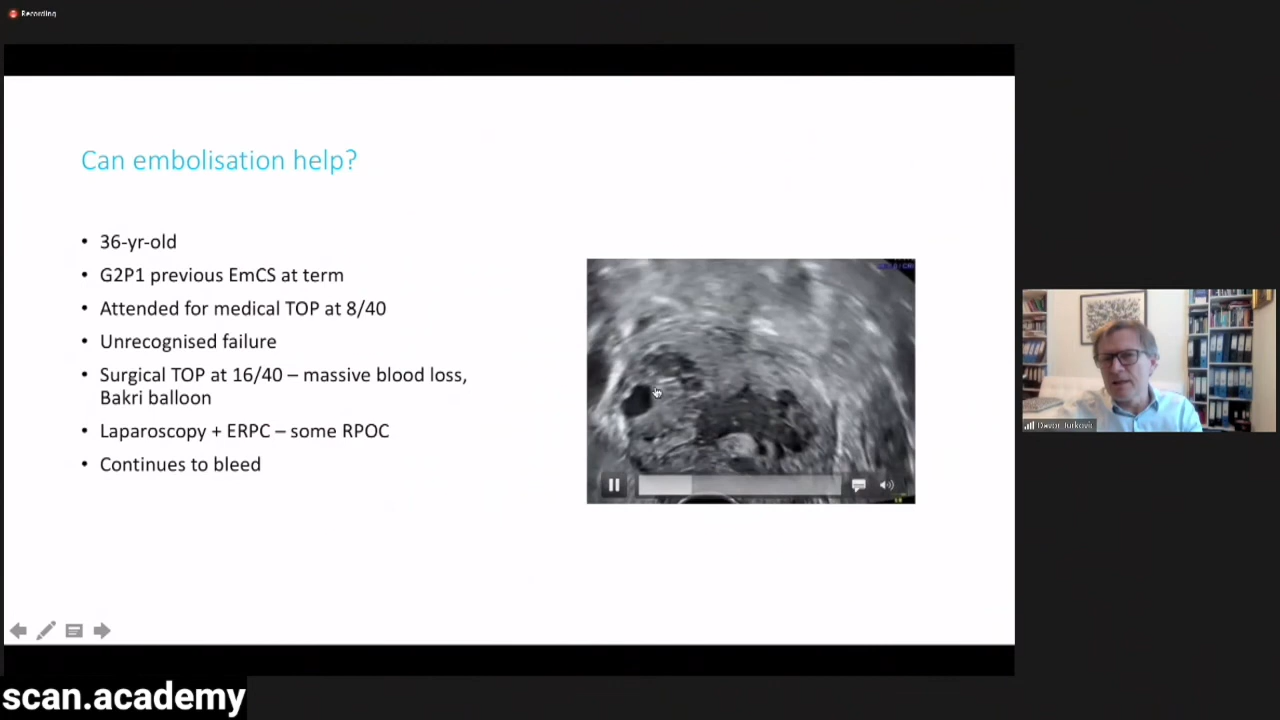 Recording
Can embolisation help?
• 36-yr-old
• G2P1 previous EmCS at term
• Attended for medical TOP at 8/40
• Unrecognised failure
• Surgical TOP at 16/40 – massive blood loss,
Bakri balloon
• Laparoscopy + ERPC – some RPOC
• Continues to bleed
Davor Jurkovic
scan.academy